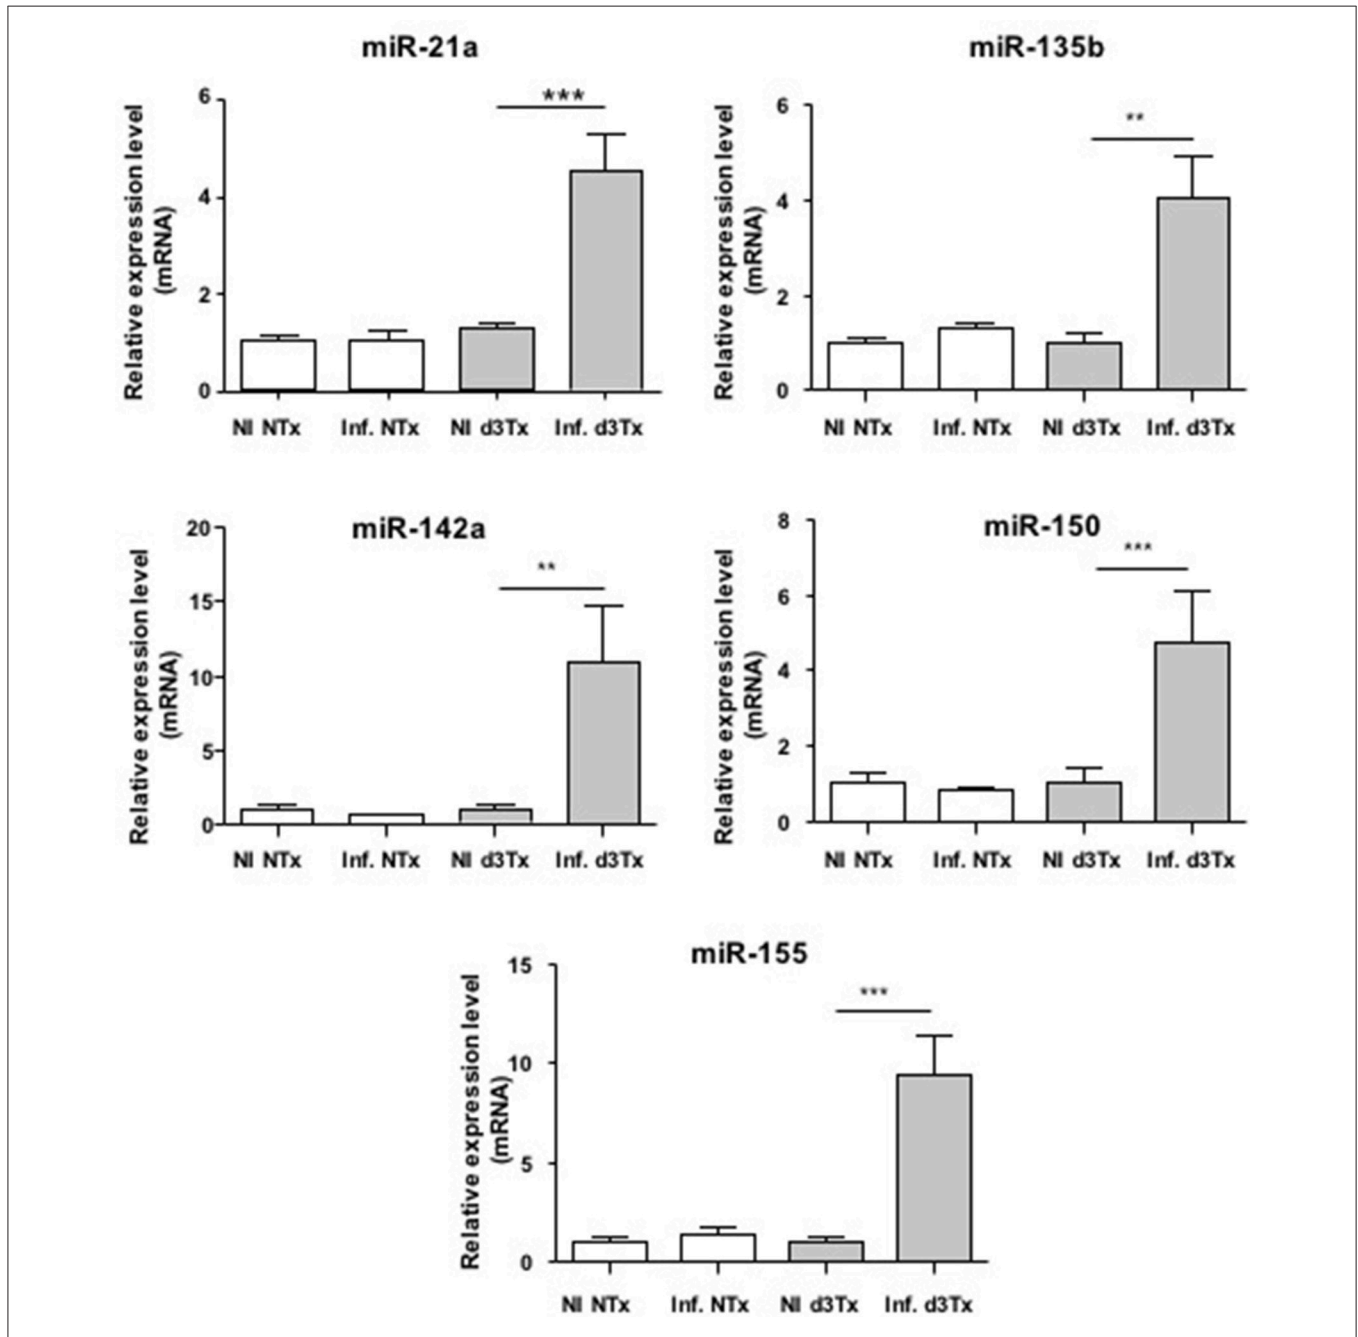 miR-21a
Relative expression level
(mRNA)
6
4
2
0
***
NI NTx Inf. NTx NI d3Tx Inf. d3Tx
miR-135b
Relative expression level
(mRNA)
6
4
2
0
**
NI NTx Inf. NTx NI d3Tx Inf. d3Tx
miR-142a
Relative expression level
(mRNA)
20
15
10
5
0
**
NI NTx Inf. NTx NI d3Tx Inf. d3Tx
miR-150
Relative expression level
(mRNA)
8
6
4
2
0
***
NI NTx Inf. NTx NI d3Tx Inf. d3Tx
miR-155
Relative expression level
(mRNA)
15
10
5
0
***
NI NTx Inf. NTx NI d3Tx Inf. d3Tx